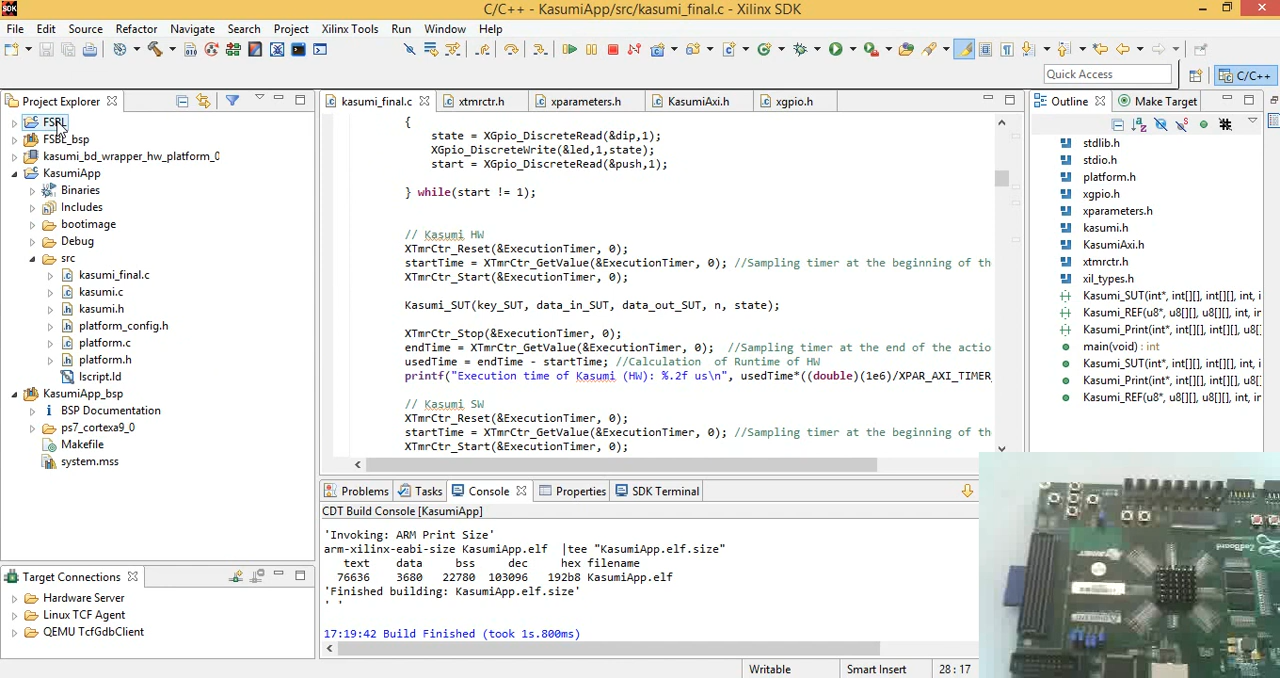 SDK
C/C++ - KasumiApp/src/kasumi_final.c - Xilinx SDK
File Edit Source Refactor Navigate Search Project Xilinx Tools Run Window Help
Quick Access
C/C++
Project Explorer
FSBL
FSBL_bsp
kasumi_bd_wrapper_hw_platform_0
KasumiApp
Binaries
Includes
bootimage
Debug
src
kasumi_final.c
kasumi.c
kasumi.h
platform_config.h
platform.c
platform.h
lscript.ld
KasumiApp_bsp
BSP Documentation
ps7_cortexa9_0
Makefile
system.mss
Target Connections
Hardware Server
Linux TCF Agent
QEMU TcfGdbClient
kasumi_final.c xtmrctr.h xparameters.h KasumiAxi.h xgpio.h
{
state = XGpio_DiscreteRead(&dip,1);
XGpio_DiscreteWrite(&led,1,state);
start = XGpio_DiscreteRead(&push,1);
} while(start != 1);
// Kasumi HW
XTmrCtr_Reset(&ExecutionTimer, 0);
startTime = XTmrCtr_GetValue(&ExecutionTimer, 0); //Sampling timer at the beginning of th
XTmrCtr_Start(&ExecutionTimer, 0);
Kasumi_SUT(key_SUT, data_in_SUT, data_out_SUT, n, state);
XTmrCtr_Stop(&ExecutionTimer, 0);
endTime = XTmrCtr_GetValue(&ExecutionTimer, 0);  //Sampling timer at the end of the actio
usedTime = endTime - startTime; //Calculation  of Runtime of HW
printf("Execution time of Kasumi (HW): %.2f us\n", usedTime*((double)(1e6)/XPAR_AXI_TIMER_
// Kasumi SW
XTmrCtr_Reset(&ExecutionTimer, 0);
startTime = XTmrCtr_GetValue(&ExecutionTimer, 0); //Sampling timer at the beginning of th
XTmrCtr_Start(&ExecutionTimer, 0);
Problems Tasks Console Properties SDK Terminal
CDT Build Console [KasumiApp]
'Invoking: ARM Print Size'
arm-xilinx-eabi-size KasumiApp.elf  |tee "KasumiApp.elf.size"
text data bss dec hex filename
76636 3680 22780 103096 192b8 KasumiApp.elf
'Finished building: KasumiApp.elf.size'
' '
17:19:42 Build Finished (took 1s.800ms)
Outline Make Target
stdlib.h
stdio.h
platform.h
xgpio.h
xparameters.h
kasumi.h
KasumiAxi.h
xtmrctr.h
xil_types.h
Kasumi_SUT(int*, int[][], int[][], int, i
Kasumi_REF(u8*, u8[][], u8[][], int) :
Kasumi_Print(int*, int[][], int[][], int,
main(void) : int
Kasumi_SUT(int*, int[][], int[][], int, i
Kasumi_Print(int*, int[][], int[][], int,
Kasumi_REF(u8*, u8[][], u8[][], int) :
Writable Smart Insert 28 : 17